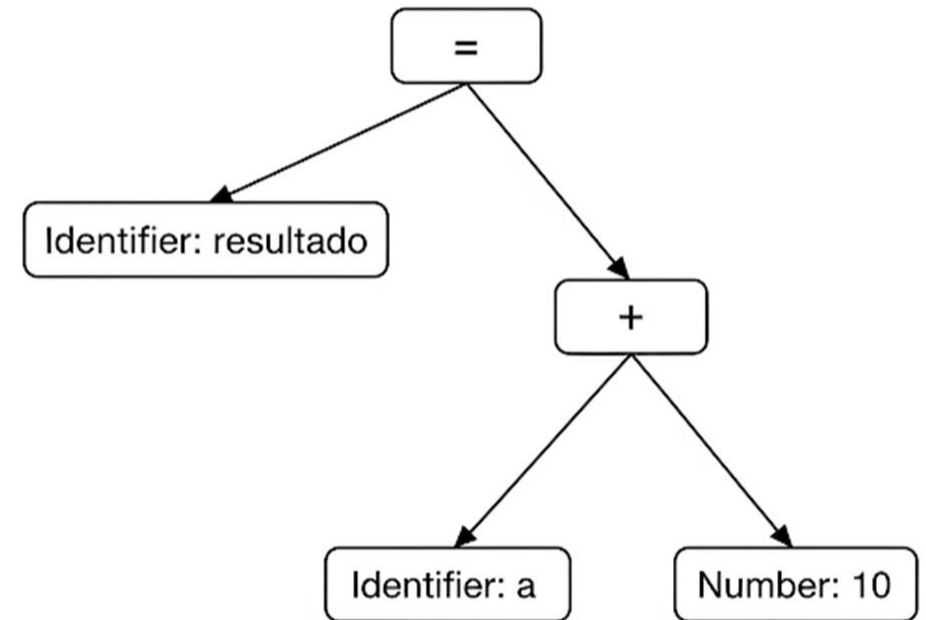 =
Identifier: resultado
+
Identifier: a
Number: 10